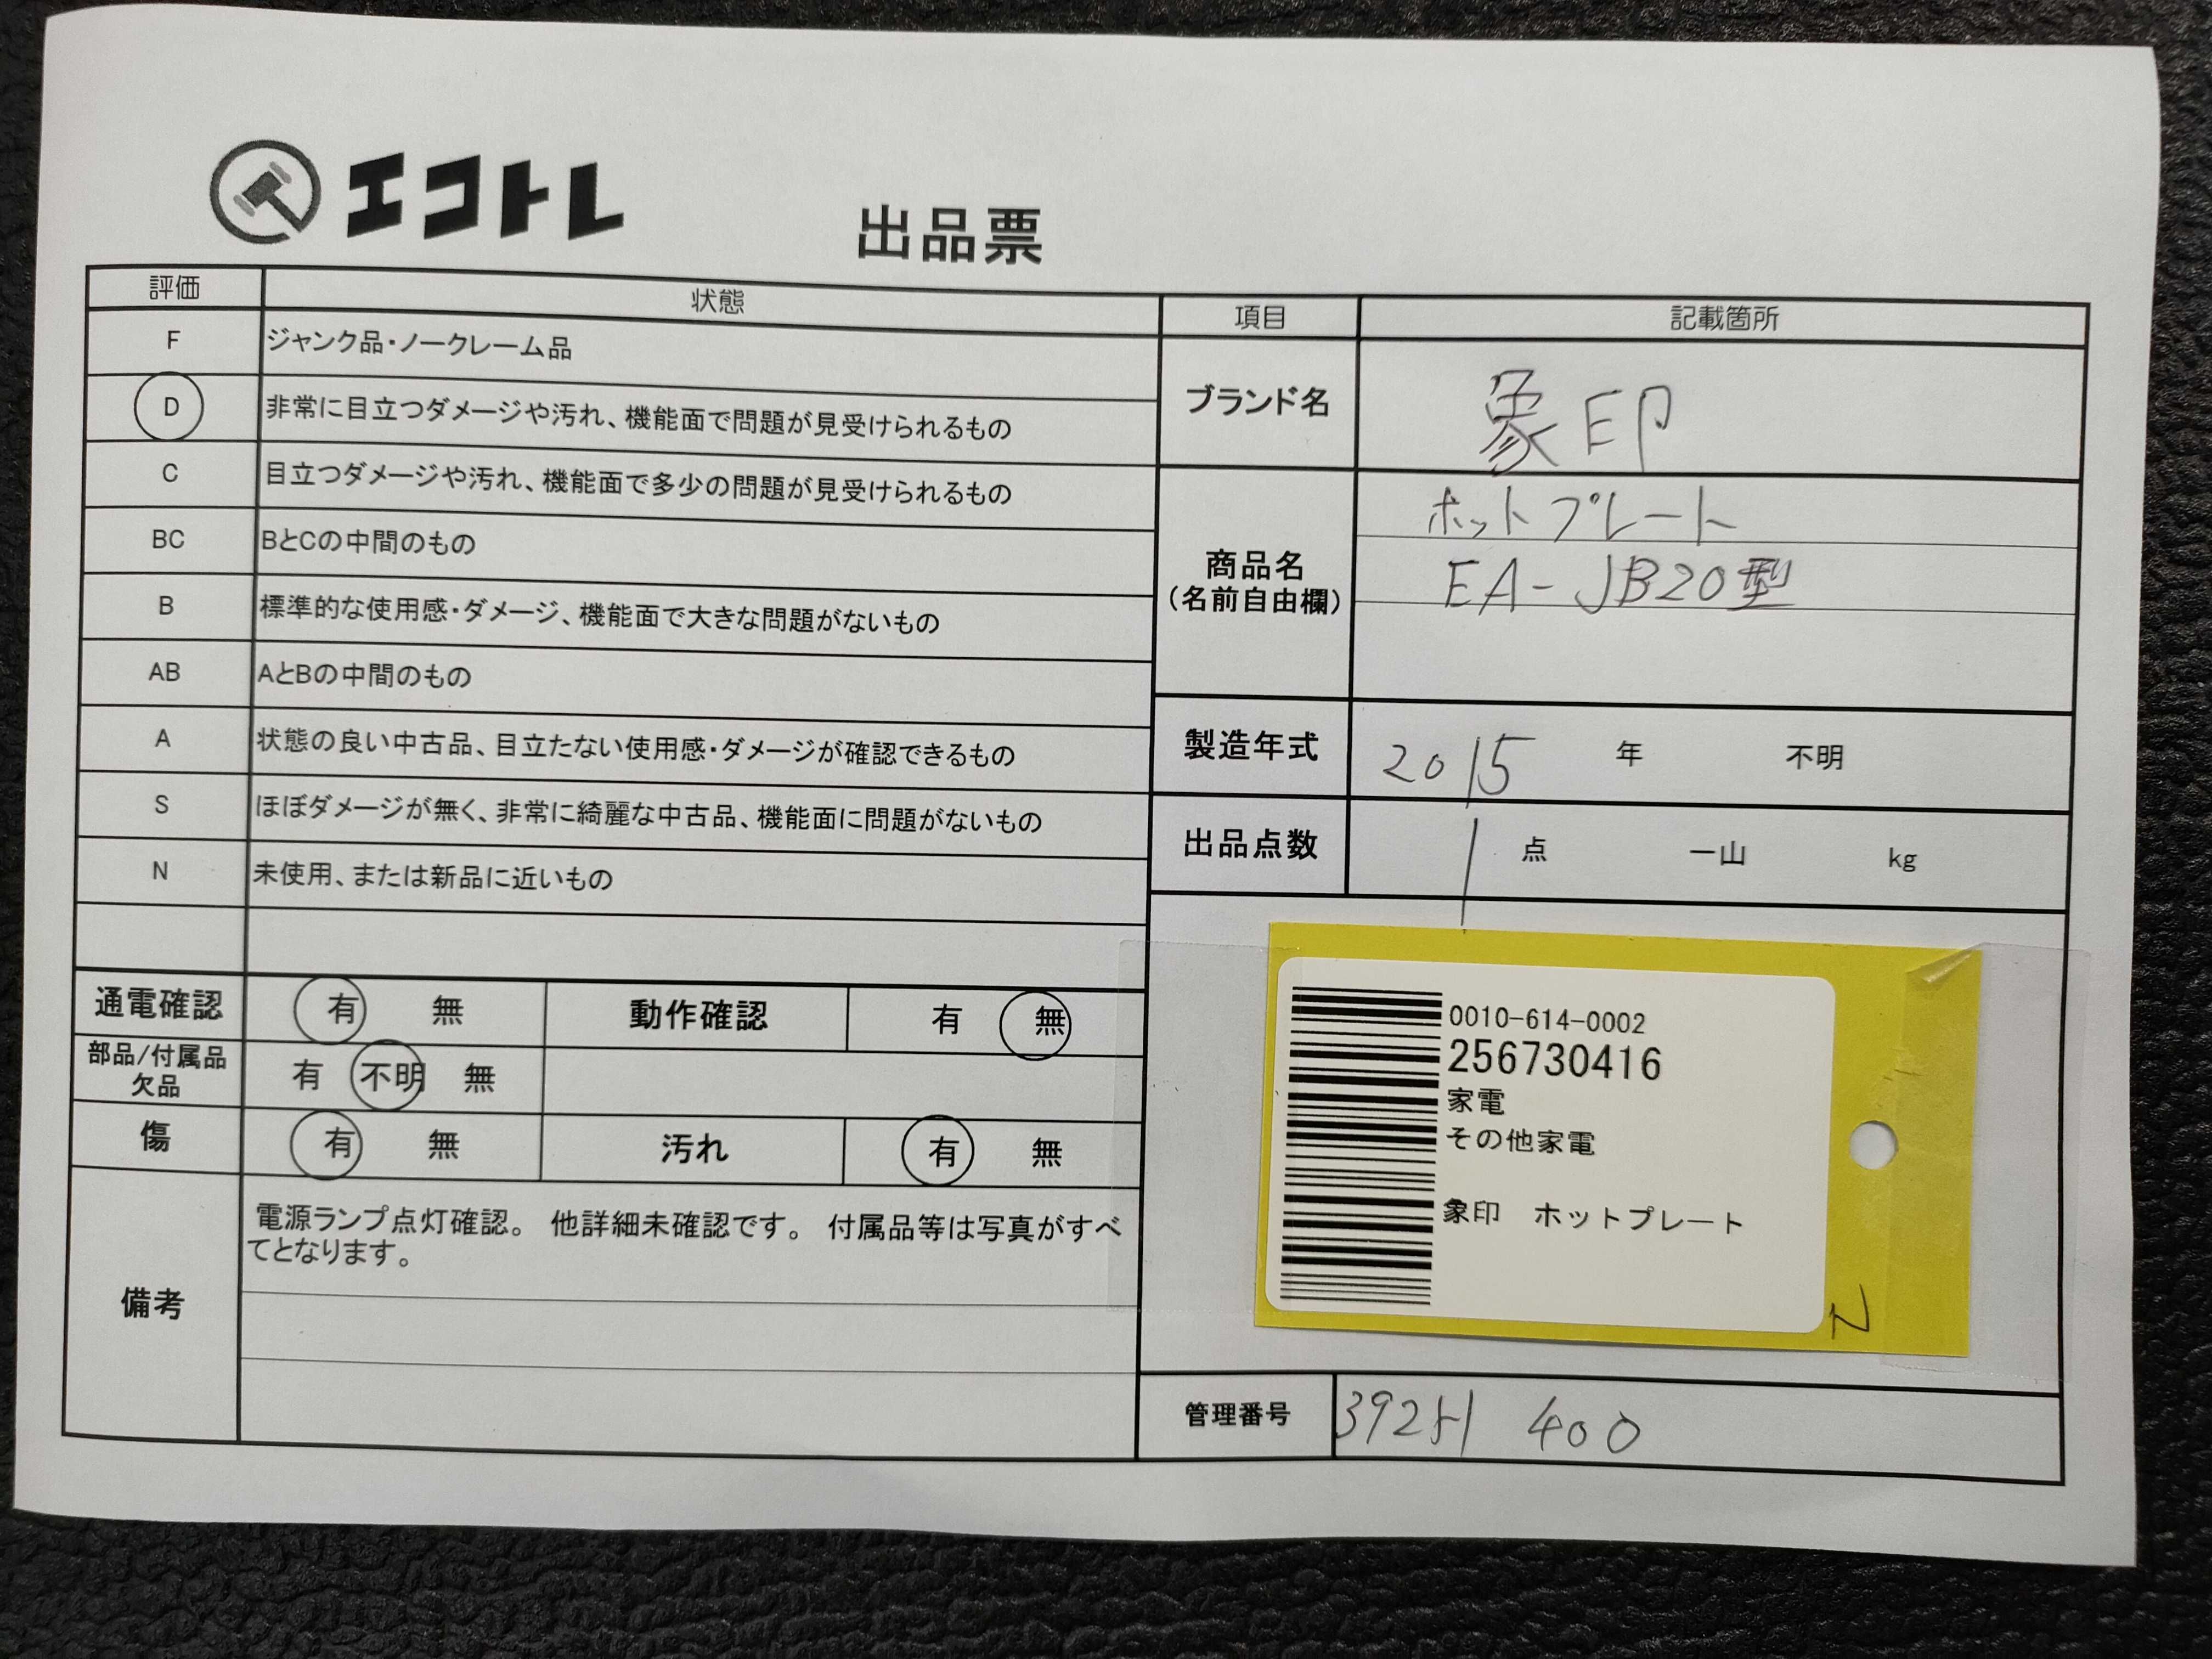 エコトレ
出品票
評価 状態
F ジャンク品・ノークレーム品
D 非常に目立つダメージや汚れ、機能面で問題が見受けられるもの
C 目立つダメージや汚れ、機能面で多少の問題が見受けられるもの
BC BとCの中間のもの
B 標準的な使用感・ダメージ、機能面で大きな問題がないもの
AB AとBの中間のもの
A 状態の良い中古品、目立たない使用感・ダメージが確認できるもの
S ほぼダメージが無く、非常に綺麗な中古品、機能面に問題がないもの
N 未使用、または新品に近いもの
通電確認 有 無 動作確認 有 無
部品/付属品
欠品
有 不明 無
傷 有 無 汚れ 有 無
備考
電源ランプ点灯確認。 他詳細未確認です。 付属品等は写真がすべ
てとなります。
項目 記載箇所
ブランド名 象印
商品名
(名前自由欄)
ホットプレート
EA-JB20型
製造年式 2015 年 不明
出品点数 1 点 一山 kg
0010-614-0002
256730416
家電
その他家電
象印 ホットプレート
N
管理番号 400